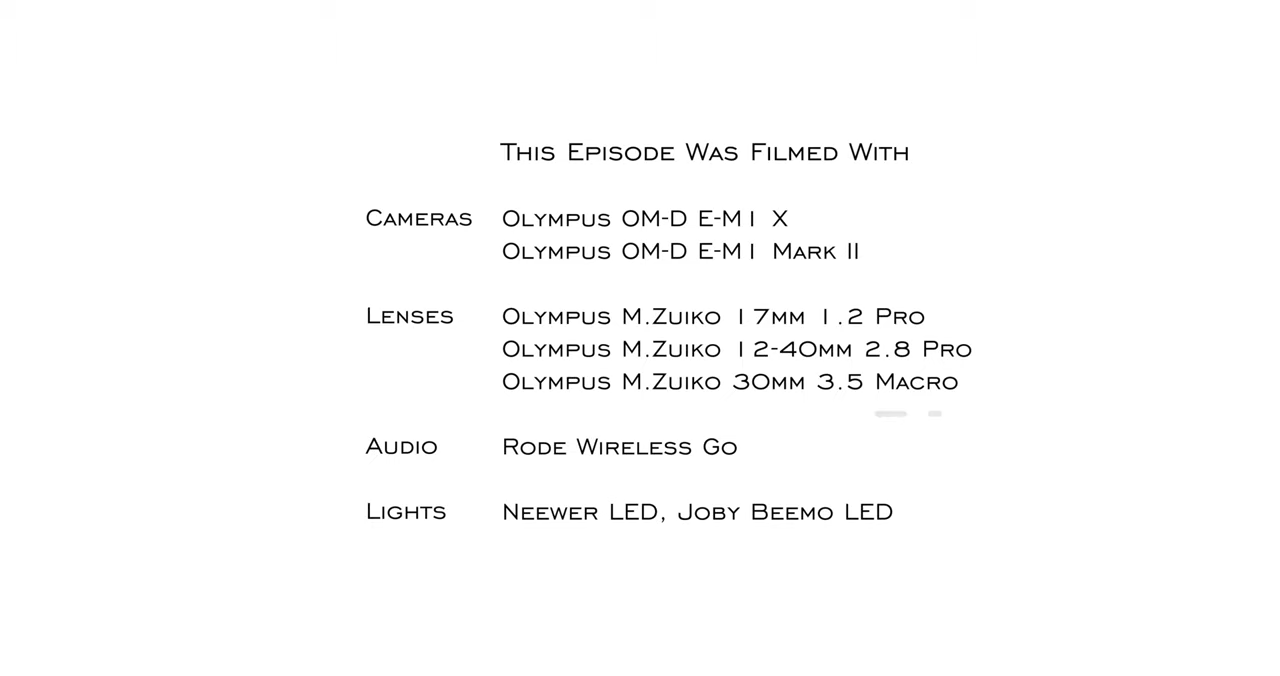 This Episode Was Filmed With
Cameras Olympus OM-D E-M1 X
Olympus OM-D E-M1 Mark II
Lenses Olympus M.Zuiko 17mm 1.2 Pro
Olympus M.Zuiko 12-40mm 2.8 Pro
Olympus M.Zuiko 30mm 3.5 Macro
Audio Rode Wireless Go
Lights Neewer LED, Joby Beemo LED